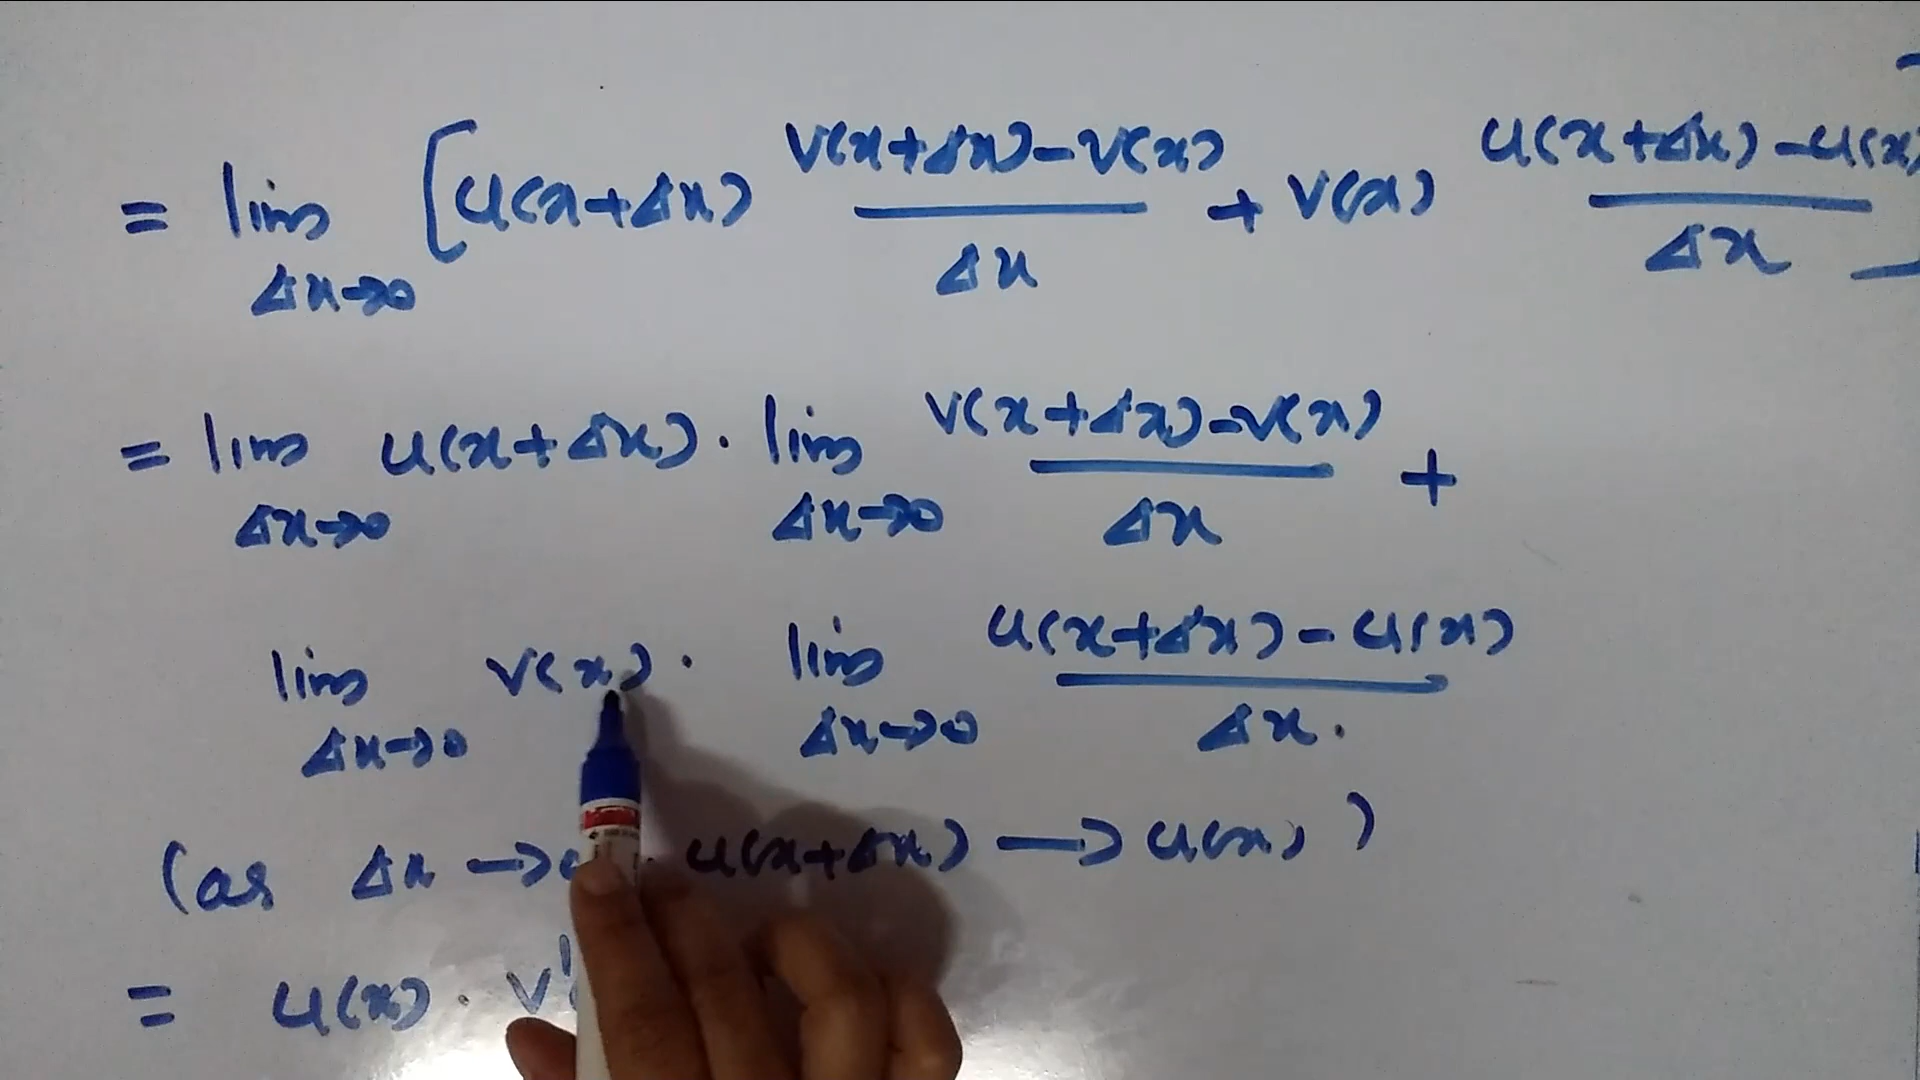 = lim [u(x+Δx) v(x+Δx)-v(x)/Δx + v(x) u(x+Δx)-u(x)/Δx]
Δx→0
= lim u(x+Δx). lim v(x+Δx)-v(x)/Δx +
Δx→0 Δx→0
lim v(x). lim u(x+Δx)-u(x)/Δx.
Δx→0 Δx→0
(as Δx → u(x+Δx) → u(x))
= u(x). v'